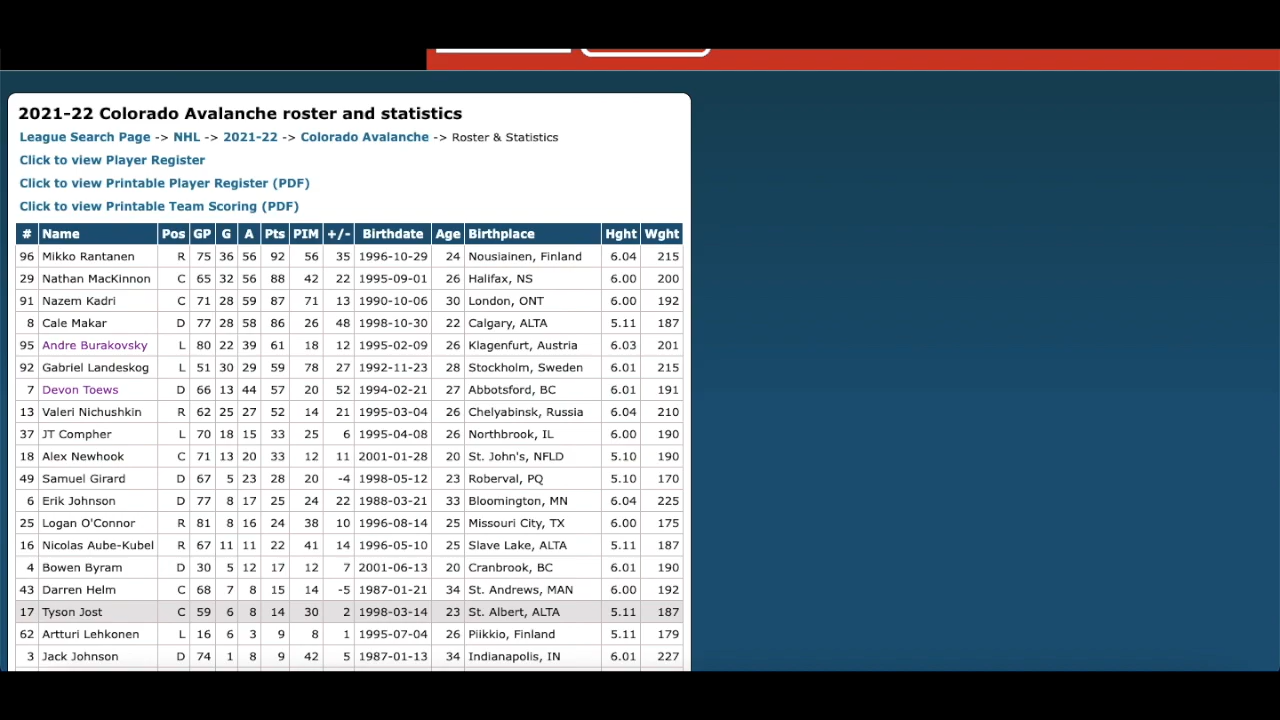 2021-22 Colorado Avalanche roster and statistics
League Search Page -> NHL -> 2021-22 -> Colorado Avalanche -> Roster & Statistics
Click to view Player Register
Click to view Printable Player Register (PDF)
Click to view Printable Team Scoring (PDF)
# Name Pos GP G A Pts PIM +/- Birthdate Age Birthplace Hght Wght
96 Mikko Rantanen R 75 36 56 92 56 35 1996-10-29 24 Nousiainen, Finland 6.04 215
29 Nathan MacKinnon C 65 32 56 88 42 22 1995-09-01 26 Halifax, NS 6.00 200
91 Nazem Kadri C 71 28 59 87 71 13 1990-10-06 30 London, ONT 6.00 192
8 Cale Makar D 77 28 58 86 26 48 1998-10-30 22 Calgary, ALTA 5.11 187
95 Andre Burakovsky L 80 22 39 61 18 12 1995-02-09 26 Klagenfurt, Austria 6.03 201
92 Gabriel Landeskog L 51 30 29 59 78 27 1992-11-23 28 Stockholm, Sweden 6.01 215
7 Devon Toews D 66 13 44 57 20 52 1994-02-21 27 Abbotsford, BC 6.01 191
13 Valeri Nichushkin R 62 25 27 52 14 21 1995-03-04 26 Chelyabinsk, Russia 6.04 210
37 JT Compher L 70 18 15 33 25 6 1995-04-08 26 Northbrook, IL 6.00 190
18 Alex Newhook C 71 13 20 33 12 11 2001-01-28 20 St. John's, NFLD 5.10 190
49 Samuel Girard D 67 5 23 28 20 -4 1998-05-12 23 Roberval, PQ 5.10 170
6 Erik Johnson D 77 8 17 25 24 22 1988-03-21 33 Bloomington, MN 6.04 225
25 Logan O'Connor R 81 8 16 24 38 10 1996-08-14 25 Missouri City, TX 6.00 175
16 Nicolas Aube-Kubel R 67 11 11 22 41 14 1996-05-10 25 Slave Lake, ALTA 5.11 187
4 Bowen Byram D 30 5 12 17 12 7 2001-06-13 20 Cranbrook, BC 6.01 190
43 Darren Helm C 68 7 8 15 14 -5 1987-01-21 34 St. Andrews, MAN 6.00 192
17 Tyson Jost C 59 6 8 14 30 2 1998-03-14 23 St. Albert, ALTA 5.11 187
62 Artturi Lehkonen L 16 6 3 9 8 1 1995-07-04 26 Piikkio, Finland 5.11 179
3 Jack Johnson D 74 1 8 9 42 5 1987-01-13 34 Indianapolis, IN 6.01 227